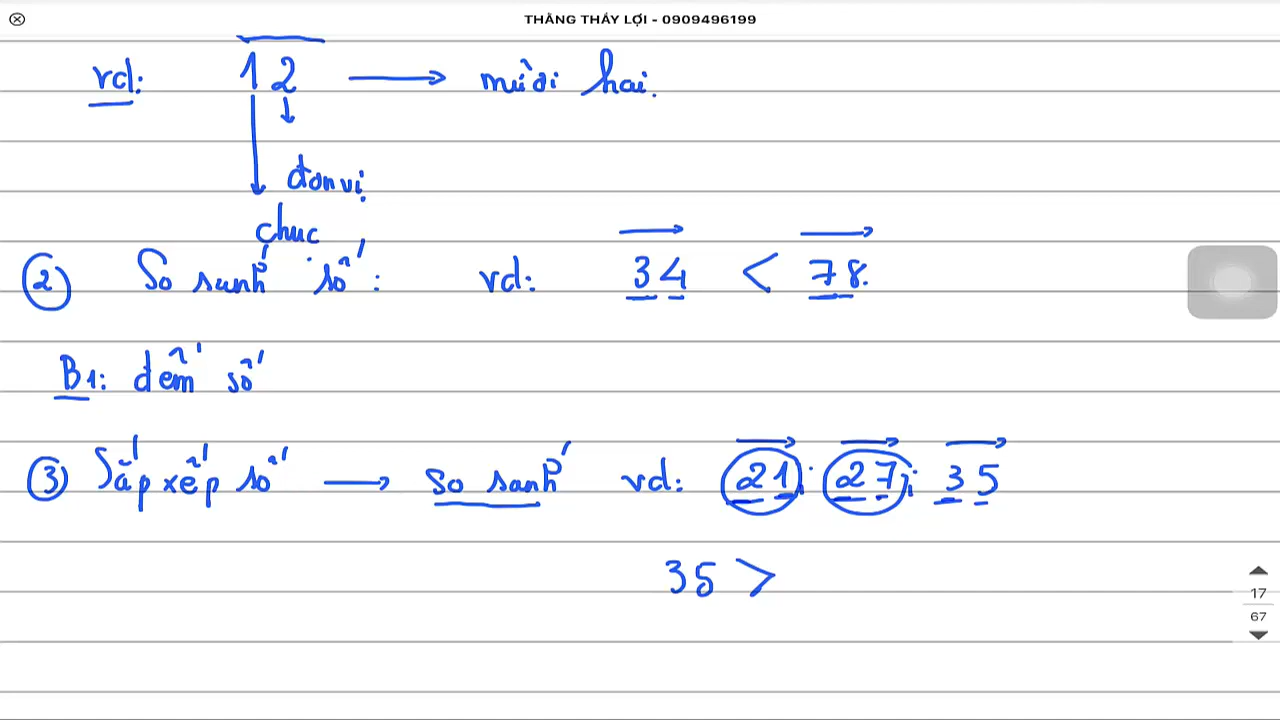 THẦNG THẦY LỢI - 0909496199
vd: 12 → mười hai.
đơn vị
chục
② So sánh số: vd: 34 < 78.
B1: đếm số
③ Sắp xếp số → so sánh vd: 21; 27; 35
35 >
17
67